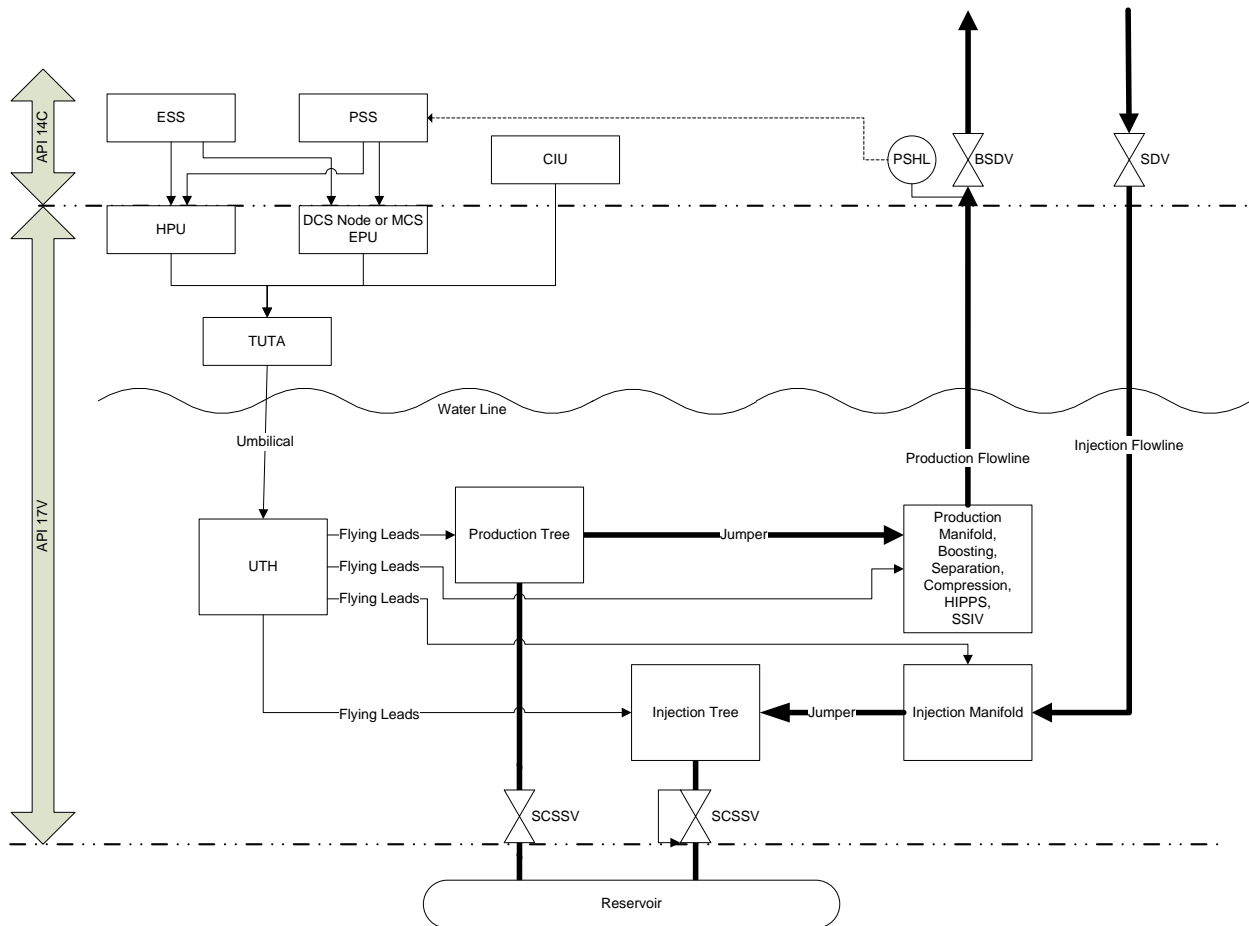 API 14C
ESS
PSS
CIU
PSHL
BSDV
SDV
HPU
DCS Node or MCS
EPU
TUTA
Water Line
Umbilical
Production Flowline
Injection Flowline
API 17V
UTH
Flying Leads
Flying Leads
Flying Leads
Flying Leads
Production Tree
Jumper
Production
Manifold,
Boosting,
Separation,
Compression,
HIPPS,
SSIV
Injection Tree
Jumper
Injection Manifold
SCSSV
SCSSV
Reservoir